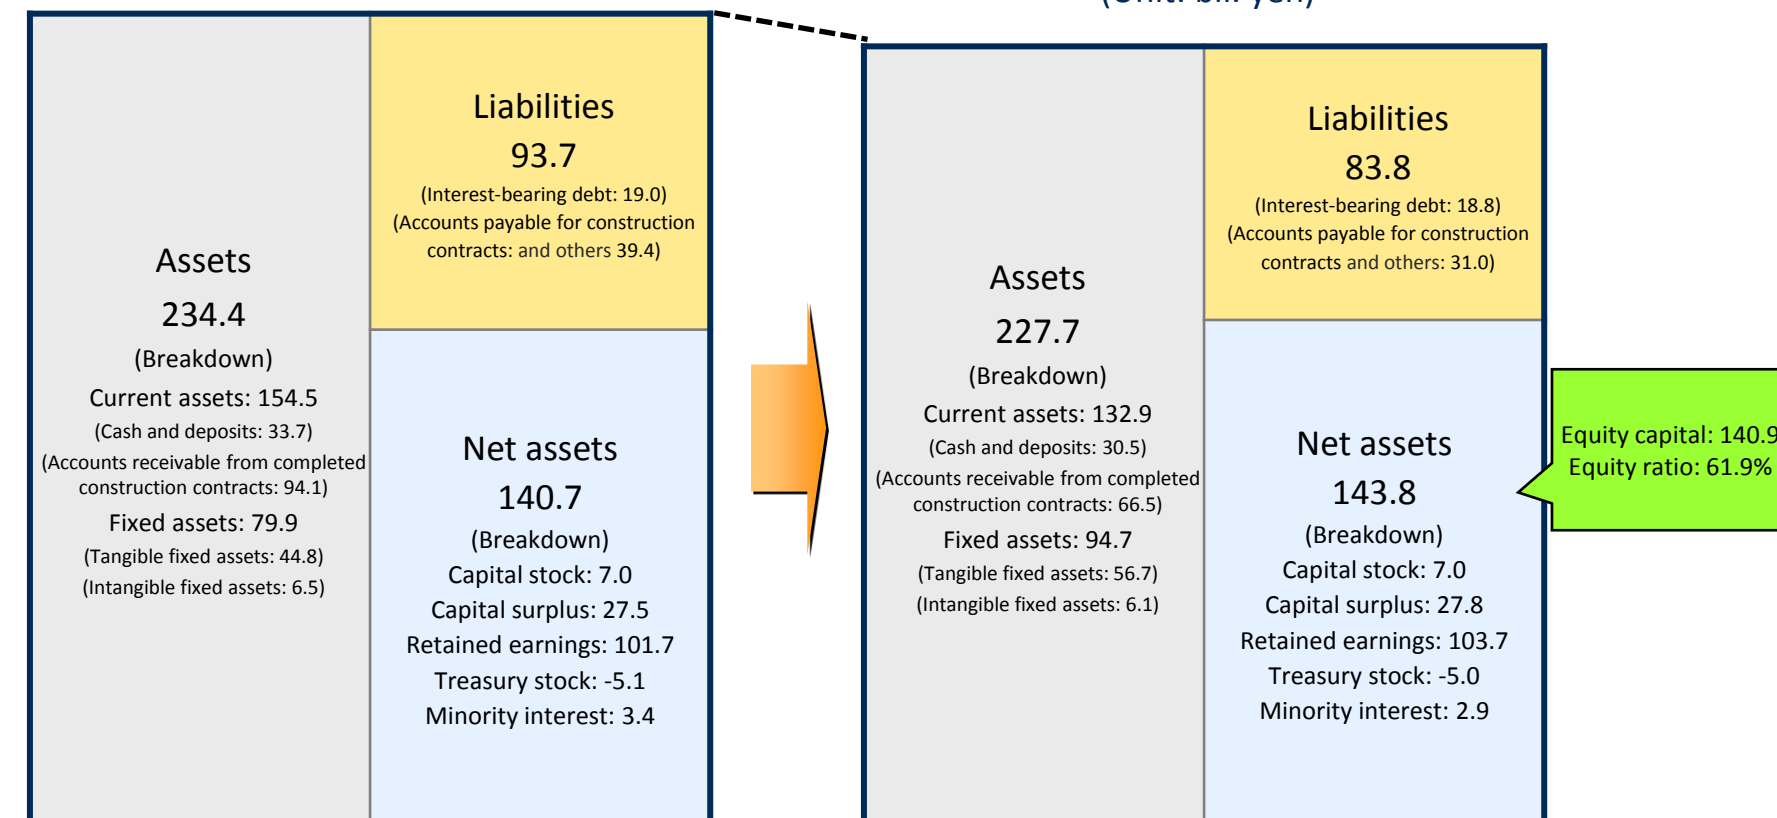 (Unit: bil. yen)
Liabilities
93.7
(Interest-bearing debt: 19.0)
(Accounts payable for construction
contracts: and others 39.4)
Assets
234.4
(Breakdown)
Current assets: 154.5
(Cash and deposits: 33.7)
(Accounts receivable from completed
construction contracts: 94.1)
Fixed assets: 79.9
(Tangible fixed assets: 44.8)
(Intangible fixed assets: 6.5)
Net assets
140.7
(Breakdown)
Capital stock: 7.0
Capital surplus: 27.5
Retained earnings: 101.7
Treasury stock: -5.1
Minority interest: 3.4
Liabilities
83.8
(Interest-bearing debt: 18.8)
(Accounts payable for construction
contracts and others: 31.0)
Assets
227.7
(Breakdown)
Current assets: 132.9
(Cash and deposits: 30.5)
(Accounts receivable from completed
construction contracts: 66.5)
Fixed assets: 94.7
(Tangible fixed assets: 56.7)
(Intangible fixed assets: 6.1)
Net assets
143.8
(Breakdown)
Capital stock: 7.0
Capital surplus: 27.8
Retained earnings: 103.7
Treasury stock: -5.0
Minority interest: 2.9
Equity capital: 140.9
Equity ratio: 61.9%